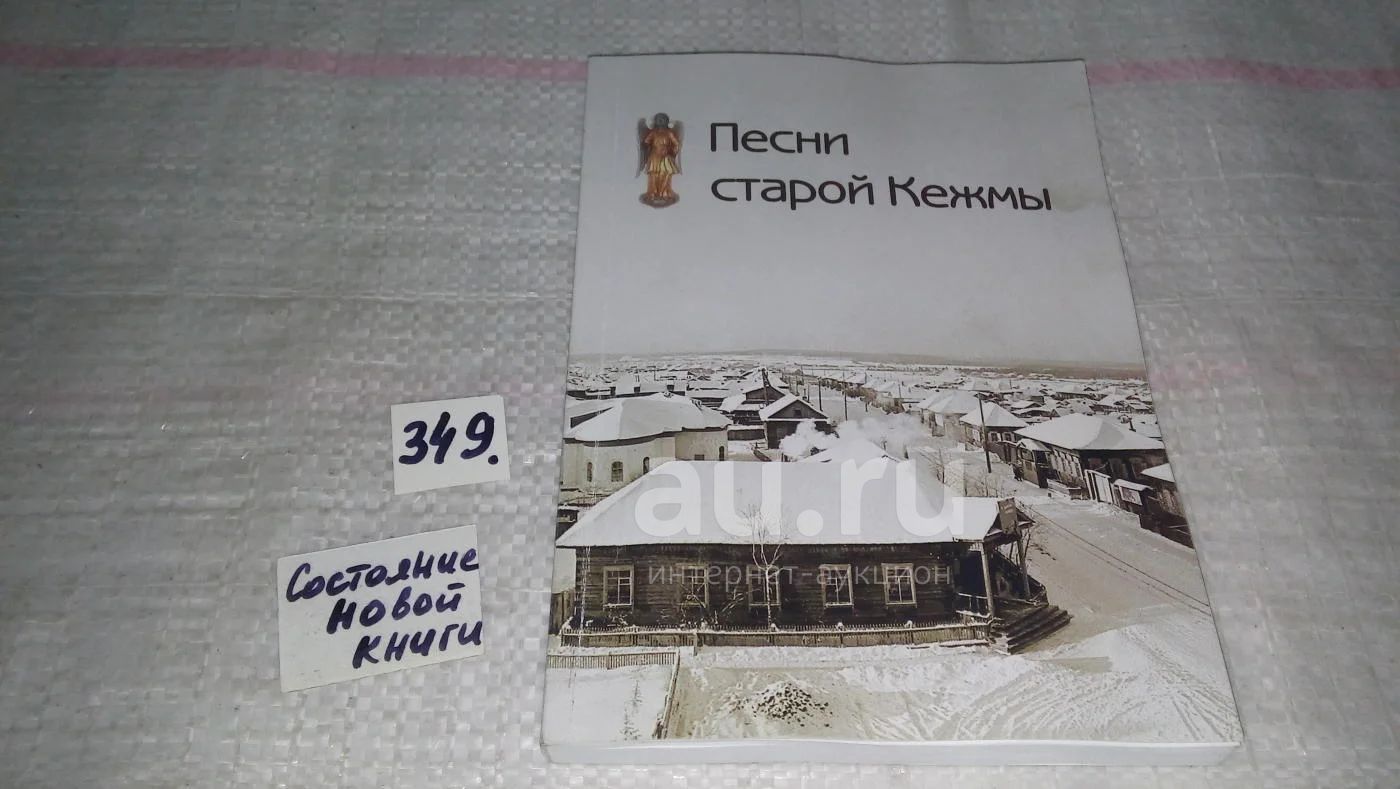 Песни
старой Кежмы
349.
Состояние
новой
книги
au.ru
интернет-аукцион